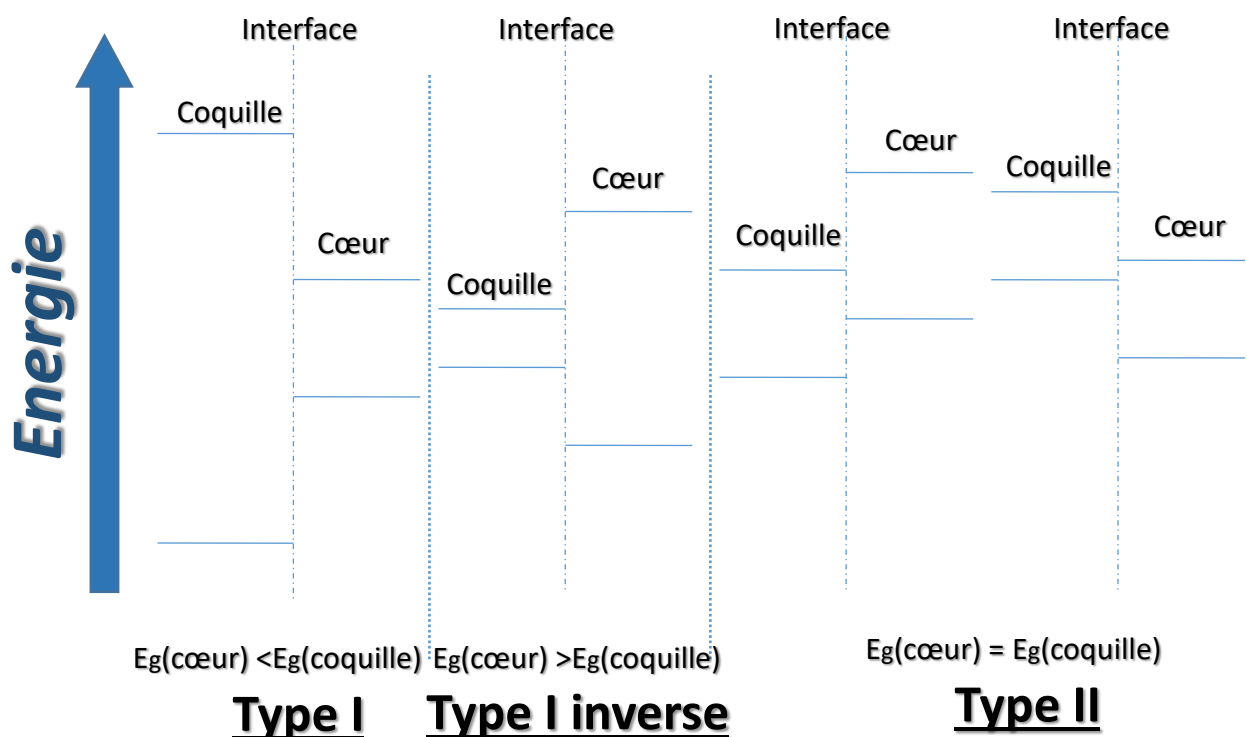 Interface
Interface
Interface
Interface
Coquille
Cœur
Cœur
Coquille
Cœur
Coquille
Coquille
Cœur
Energie
Eg(cœur) <Eg(coquille)
Eg(cœur) >Eg(coquille)
Eg(cœur) = Eg(coquille)
Type I
Type I inverse
Type II